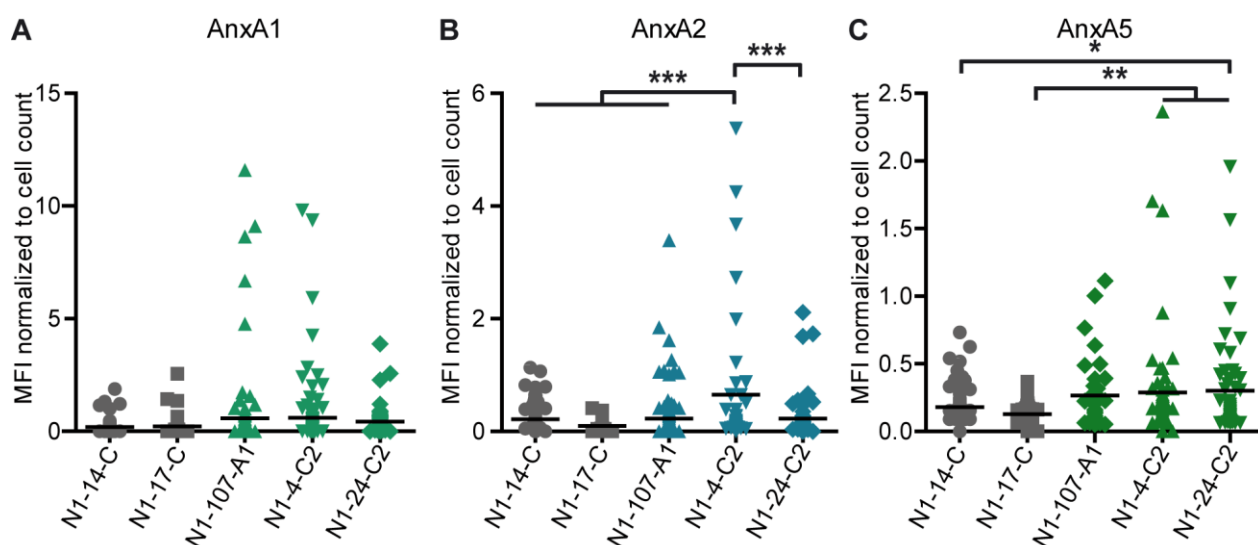 A AnxA1
MFI normalized to cell count
15
10
5
0
N1-14-C
N1-17-C
N1-107-A1
N1-4-C2
N1-24-C2
B AnxA2
***
***
MFI normalized to cell count
6
4
2
0
N1-14-C
N1-17-C
N1-107-A1
N1-4-C2
N1-24-C2
C AnxA5
*
**
MFI normalized to cell count
2.5
2.0
1.5
1.0
0.5
0.0
N1-14-C
N1-17-C
N1-107-A1
N1-4-C2
N1-24-C2